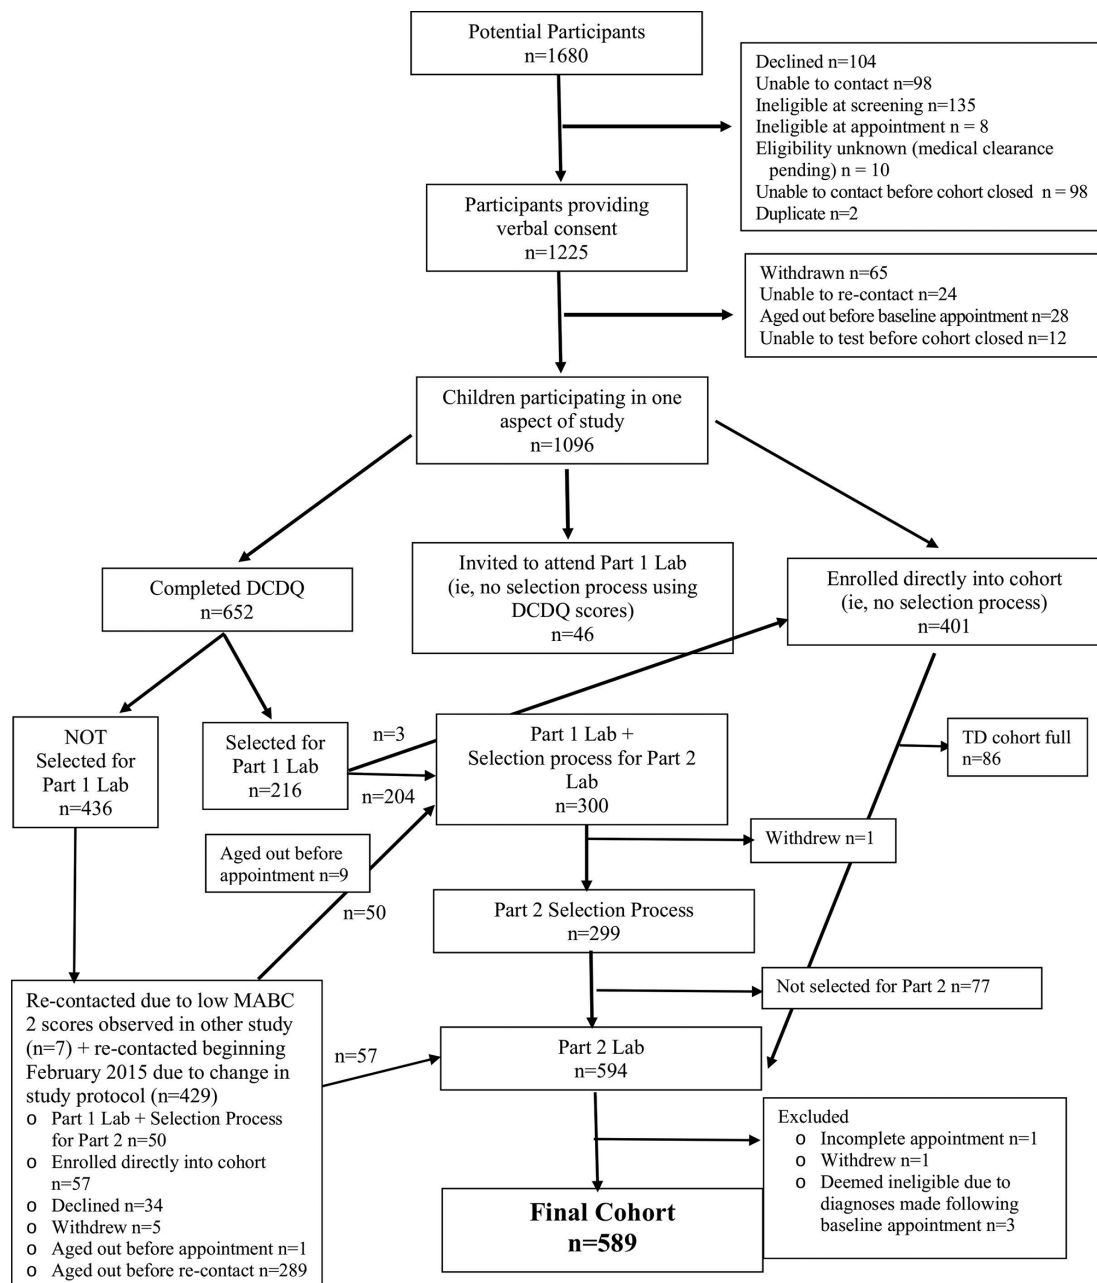 Potential Participants
n=1680
Declined n=104
Unable to contact n=98
Ineligible at screening n=135
Ineligible at appointment n = 8
Eligibility unknown (medical clearance
pending) n = 10
Unable to contact before cohort closed n = 98
Duplicate n=2
Participants providing
verbal consent
n=1225
Withdrawn n=65
Unable to re-contact n=24
Aged out before baseline appointment n=28
Unable to test before cohort closed n=12
Children participating in one
aspect of study
n=1096
Completed DCDQ
n=652
Invited to attend Part 1 Lab
(ie, no selection process using
DCDQ scores)
n=46
Enrolled directly into cohort
(ie, no selection process)
n=401
NOT
Selected for
Part 1 Lab
n=436
Selected for
Part 1 Lab
n=216
n=3
n=204
Part 1 Lab +
Selection process for Part 2
Lab
n=300
TD cohort full
n=86
Aged out before
appointment n=9
n=50
Withdrew n=1
Part 2 Selection Process
n=299
Not selected for Part 2 n=77
Re-contacted due to low MABC
2 scores observed in other study
(n=7) + re-contacted beginning
February 2015 due to change in
study protocol (n=429)
o Part 1 Lab + Selection Process
for Part 2 n=50
o Enrolled directly into cohort
n=57
o Declined n=34
o Withdrew n=5
o Aged out before appointment n=1
o Aged out before re-contact n=289
n=57
Part 2 Lab
n=594
Excluded
o Incomplete appointment n=1
o Withdrew n=1
o Deemed ineligible due to
diagnoses made following
baseline appointment n=3
Final Cohort
n=589